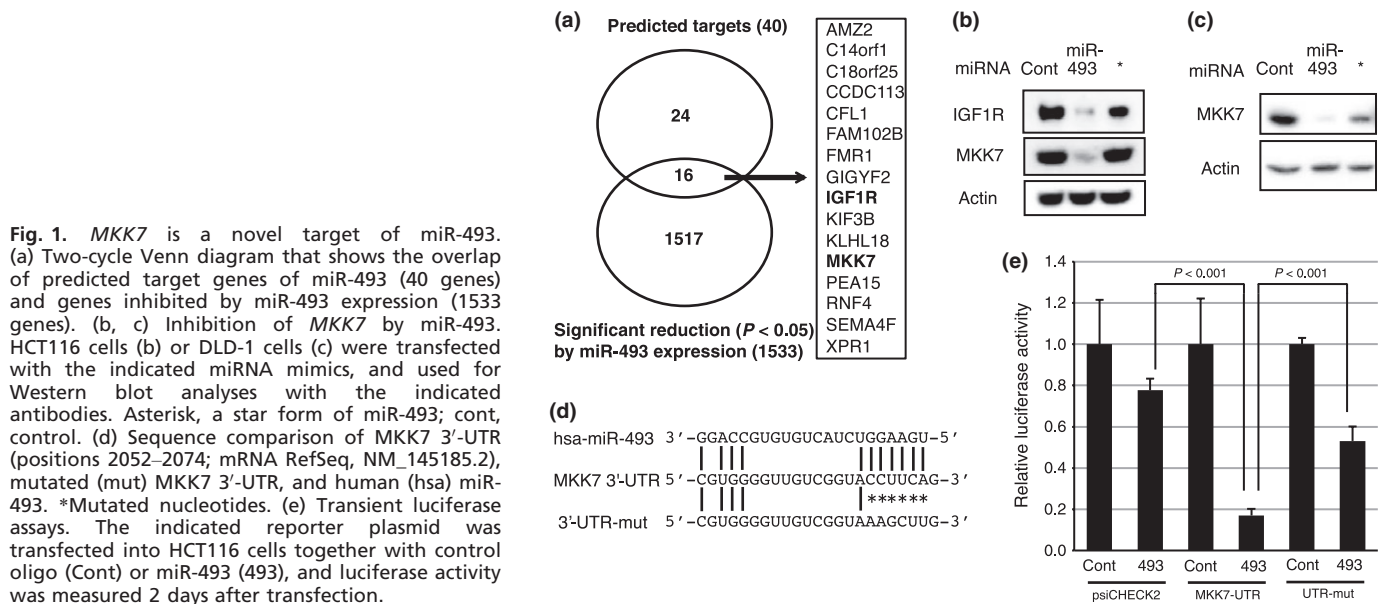 Fig. 1. MKK7 is a novel target of miR-493.
(a) Two-cycle Venn diagram that shows the overlap
of predicted target genes of miR-493 (40 genes)
and genes inhibited by miR-493 expression (1533
genes). (b, c) Inhibition of MKK7 by miR-493.
HCT116 cells (b) or DLD-1 cells (c) were transfected
with the indicated miRNA mimics, and used for
Western blot analyses with the indicated
antibodies. Asterisk, a star form of miR-493; cont,
control. (d) Sequence comparison of MKK7 3′-UTR
(positions 2052–2074; mRNA RefSeq, NM_145185.2),
mutated (mut) MKK7 3′-UTR, and human (hsa) miR-
493. *Mutated nucleotides. (e) Transient luciferase
assays. The indicated reporter plasmid was
transfected into HCT116 cells together with control
oligo (Cont) or miR-493 (493), and luciferase activity
was measured 2 days after transfection.
(a)
Predicted targets (40)
24
16
1517
Significant reduction (P < 0.05)
by miR-493 expression (1533)
AMZ2
C14orf1
C18orf25
CCDC113
CFL1
FAM102B
FMR1
GIGYF2
IGF1R
KIF3B
KLHL18
MKK7
PEA15
RNF4
SEMA4F
XPR1
(b)
miR-
miRNA Cont 493 *
IGF1R
MKK7
Actin
(c)
miR-
miRNA Cont 493 *
MKK7
Actin
(d)
hsa-miR-493 3′-GGACCGUGUGUCAUCUGGAAGU-5′
MKK7 3′-UTR 5′-CGUGGGGUUGUCGGUACCUUCAG-3′
******
3′-UTR-mut 5′-CGUGGGGUUGUCGGUAAAGCUUG-3′
(e)
Relative luciferase activity
1.4
1.2
1.0
0.8
0.6
0.4
0.2
0.0
P < 0.001 P < 0.001
Cont 493 Cont 493 Cont 493
psiCHECK2 MKK7-UTR UTR-mut